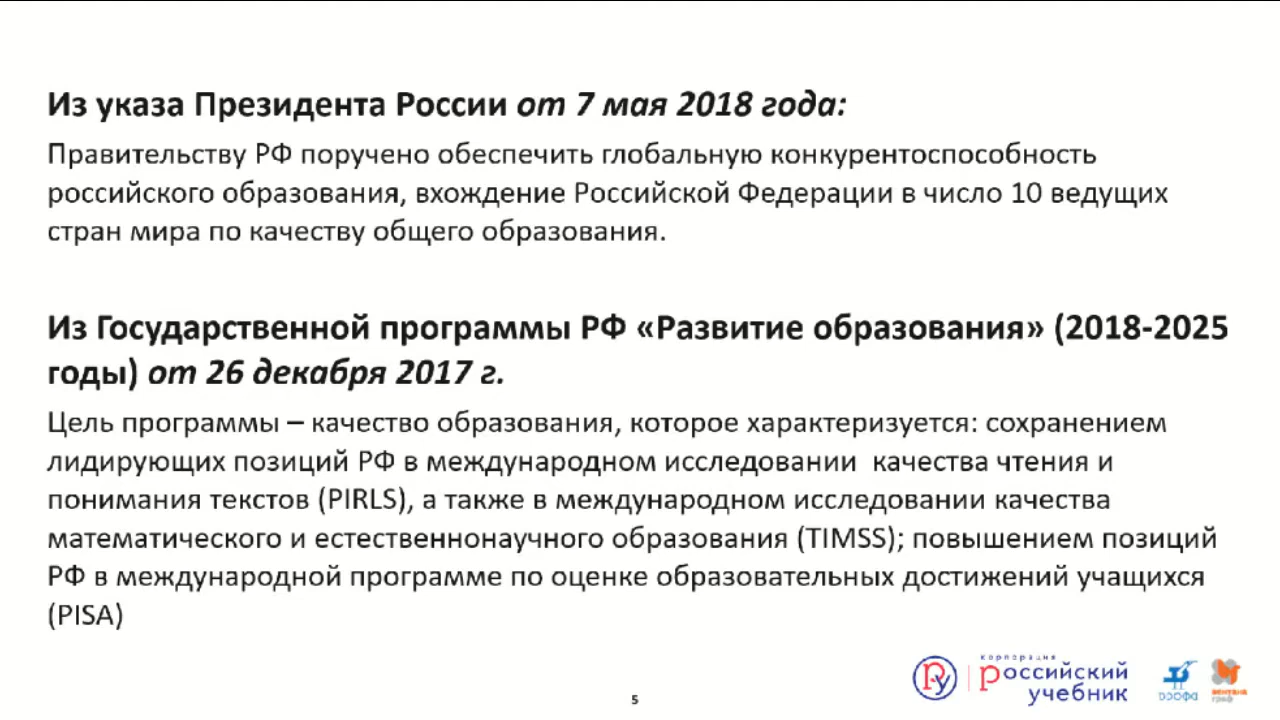 Из указа Президента России от 7 мая 2018 года:
Правительству РФ поручено обеспечить глобальную конкурентоспособность
российского образования, вхождение Российской Федерации в число 10 ведущих
стран мира по качеству общего образования.
Из Государственной программы РФ «Развитие образования» (2018-2025
годы) от 26 декабря 2017 г.
Цель программы – качество образования, которое характеризуется: сохранением
лидирующих позиций РФ в международном исследовании качества чтения и
понимания текстов (PIRLS), а также в международном исследовании качества
математического и естественнонаучного образования (TIMSS); повышением позиций
РФ в международной программе по оценке образовательных достижений учащихся
(PISA)
корпорация
российский
учебник
дрофа
вентана
граф
5